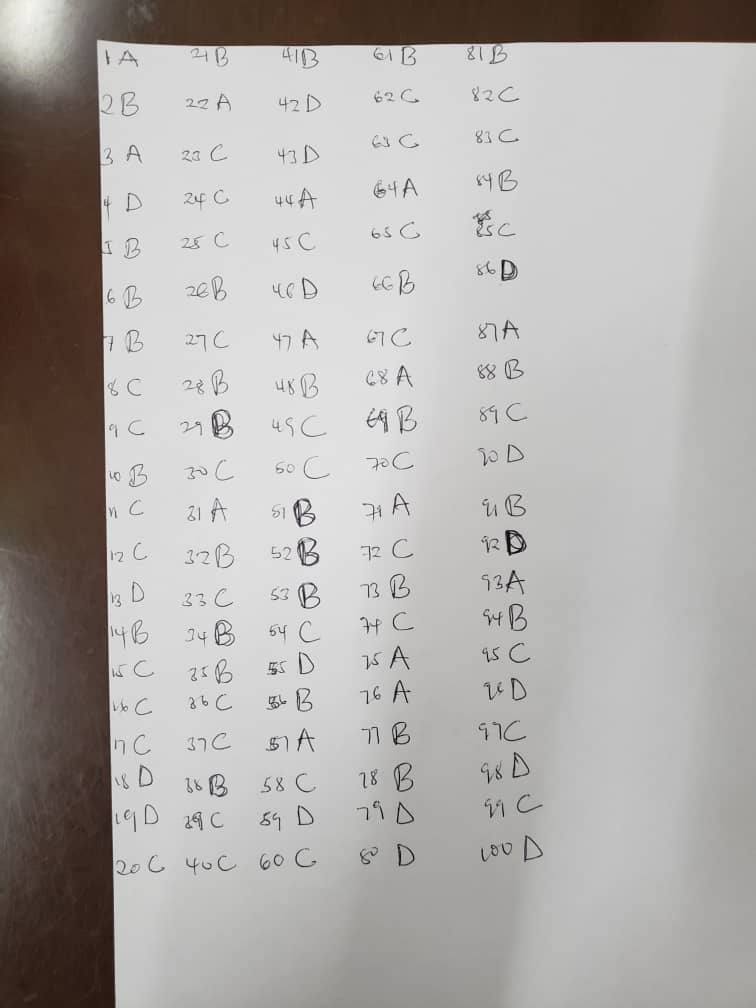 1 A 21 B 41 B 61 B 81 B
2 B 22 A 42 D 62 C 82 C
3 A 23 C 43 D 63 C 83 C
4 D 24 C 44 A 64 A 84 B
5 B 25 C 45 C 65 C 85 C
6 B 26 B 46 D 66 B 86 D
7 B 27 C 47 A 67 C 87 A
8 C 28 B 48 B 68 A 88 B
9 C 29 B 49 C 69 B 89 C
10 B 30 C 50 C 70 C 90 D
11 C 31 A 51 B 71 A 91 B
12 C 32 B 52 B 72 C 92 D
13 D 33 C 53 B 73 B 93 A
14 B 34 B 54 C 74 C 94 B
15 C 35 B 55 D 75 A 95 C
16 C 36 C 56 B 76 A 96 D
17 C 37 C 57 A 77 B 97 C
18 D 38 B 58 C 78 B 98 D
19 D 39 C 59 D 79 D 99 C
20 C 40 C 60 C 80 D 100 D